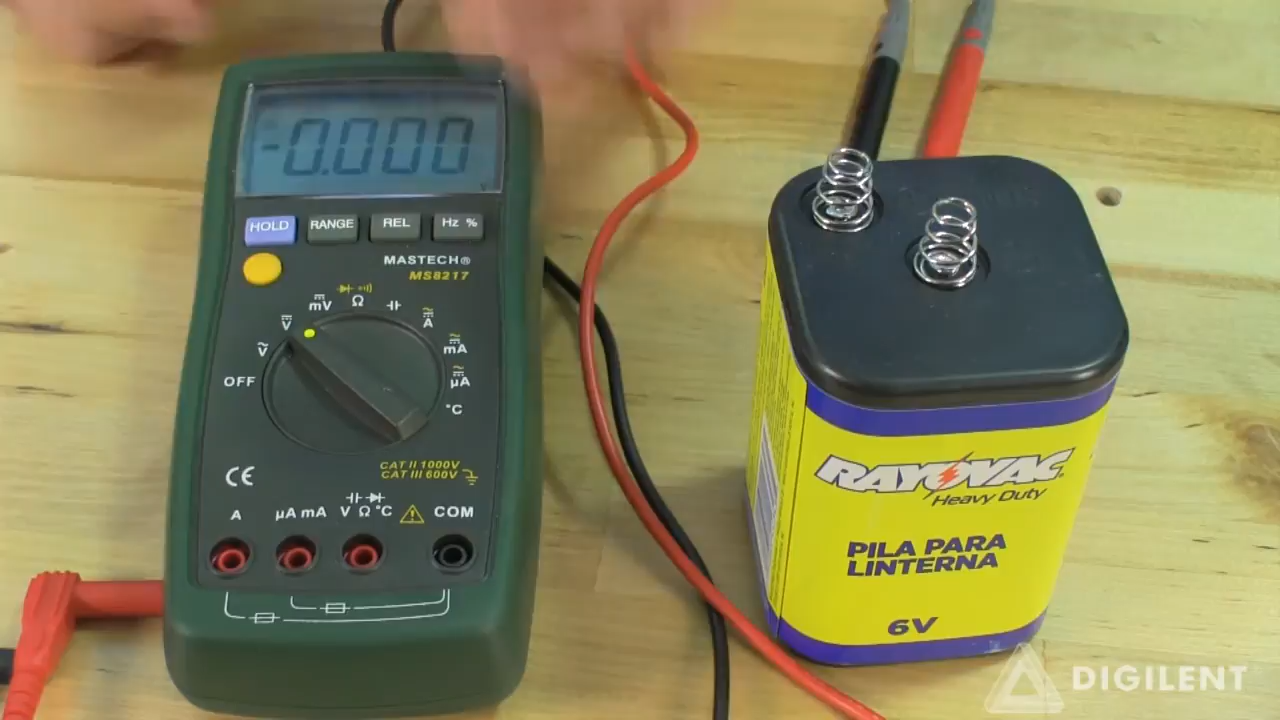 -0.000
HOLD RANGE REL Hz %
MASTECH®
MS8217
Ω
mV
V
A
V
mA
OFF
µA
°C
CAT II 1000V
CAT III 600V
CE
A µA mA V Ω °C COM
RAYOVAC
Heavy Duty
PILA PARA
LINTERNA
6V
DIGILENT